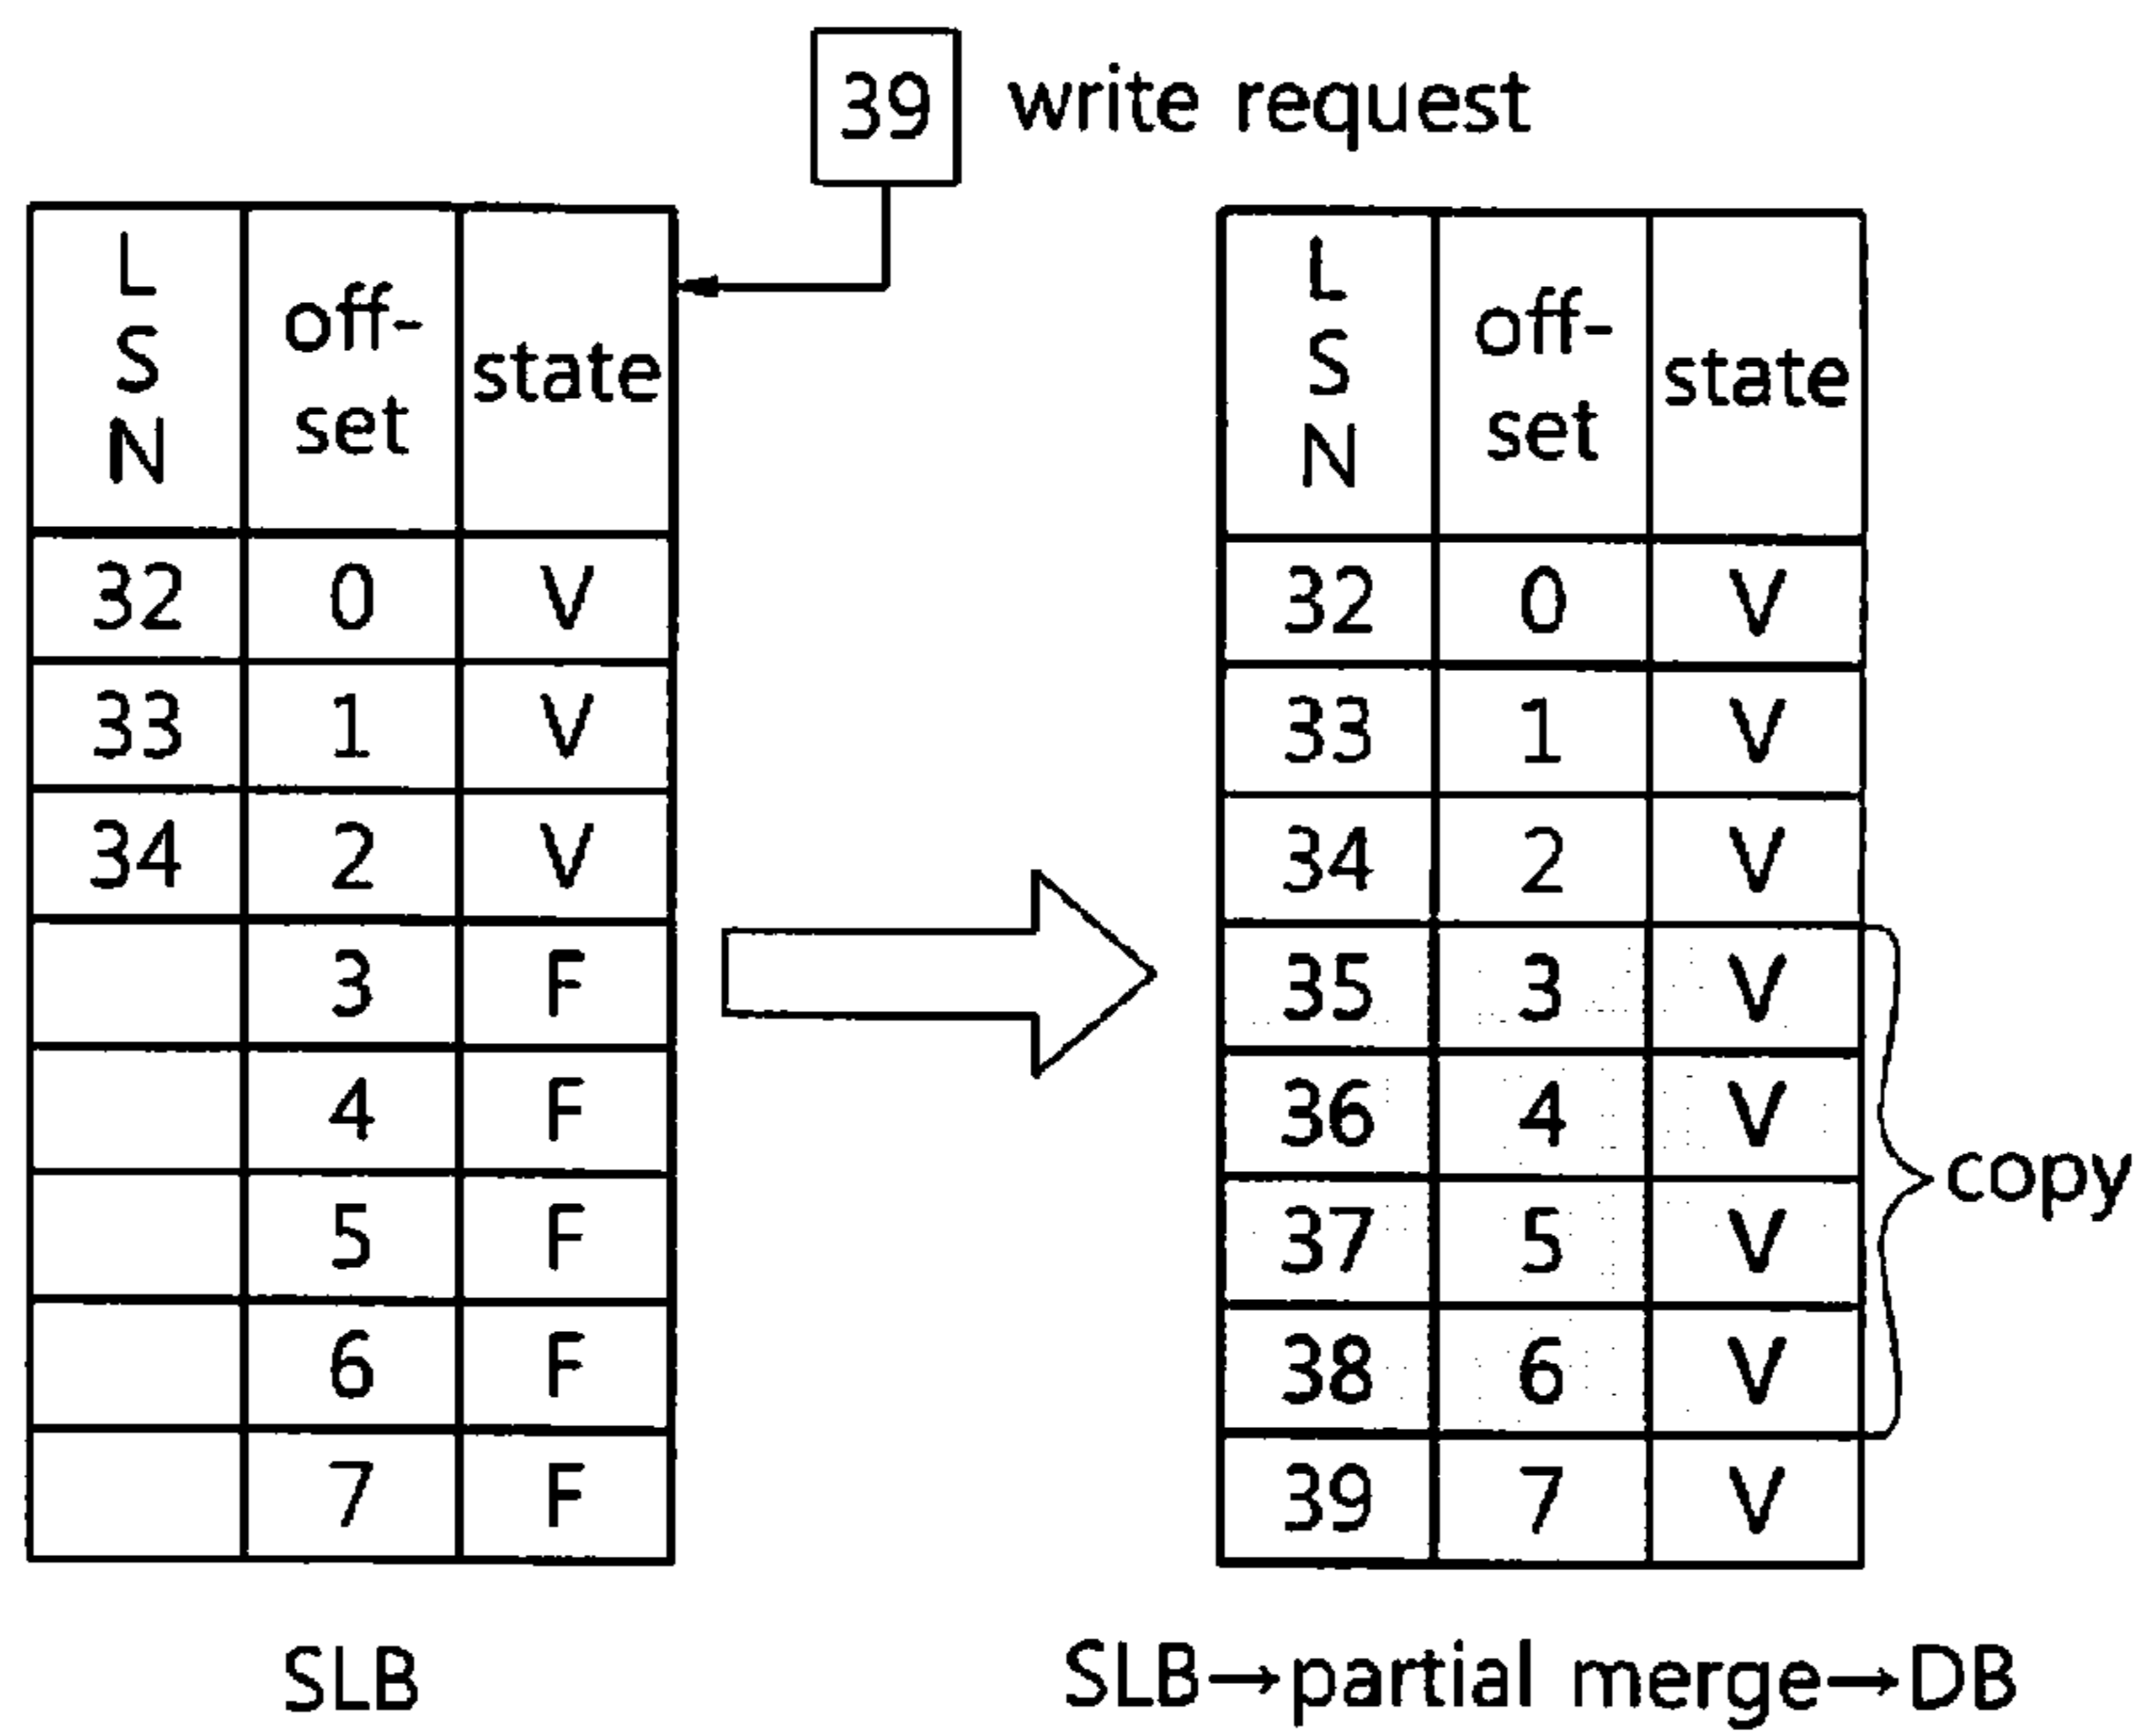 39 write request
L S N off-set state
32 0 V
33 1 V
34 2 V
3 F
4 F
5 F
6 F
7 F
SLB
L S N off-set state
32 0 V
33 1 V
34 2 V
35 3 V
36 4 V
37 5 V
38 6 V
39 7 V
copy
SLB→partial merge→DB